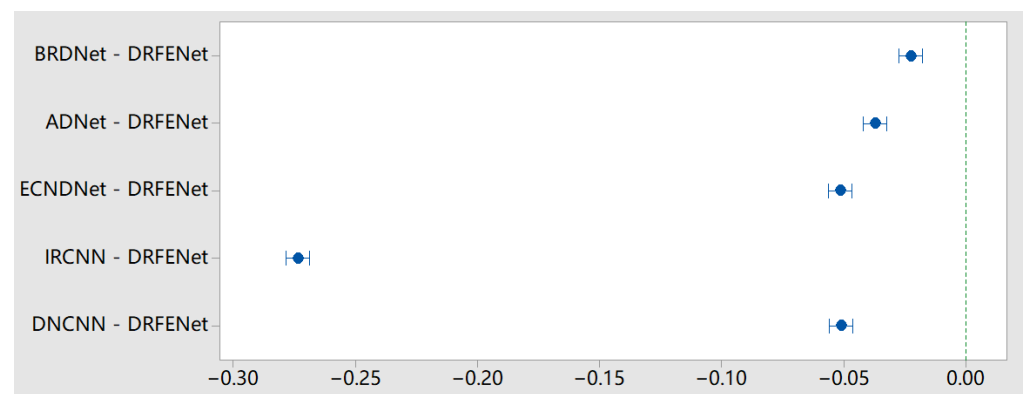 BRDNet - DRFENet
ADNet - DRFENet
ECNDNet - DRFENet
IRCNN - DRFENet
DNCNN - DRFENet
−0.30 −0.25 −0.20 −0.15 −0.10 −0.05 0.00